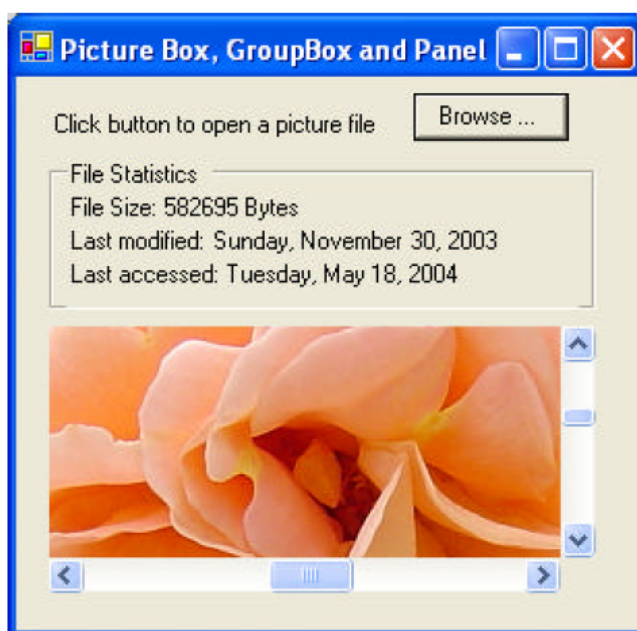 Picture Box, GroupBox and Panel
Click button to open a picture file
Browse ...
File Statistics
File Size: 582695 Bytes
Last modified: Sunday, November 30, 2003
Last accessed: Tuesday, May 18, 2004